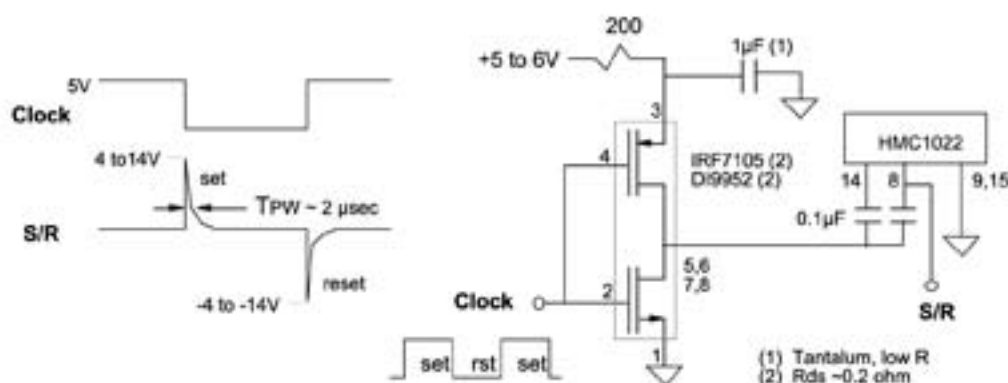 200
+5 to 6V
1µF (1)
5V
Clock
3
HMC1022
4 to14V
set
4
IRF7105 (2)
DI9952 (2)
14
8
9,15
TPW ~ 2 µsec
S/R
0.1µF
reset
5,6
7,8
-4 to -14V
Clock
2
S/R
set
rst
set
1
(1) Tantalum, low R
(2) Rds ~0.2 ohm